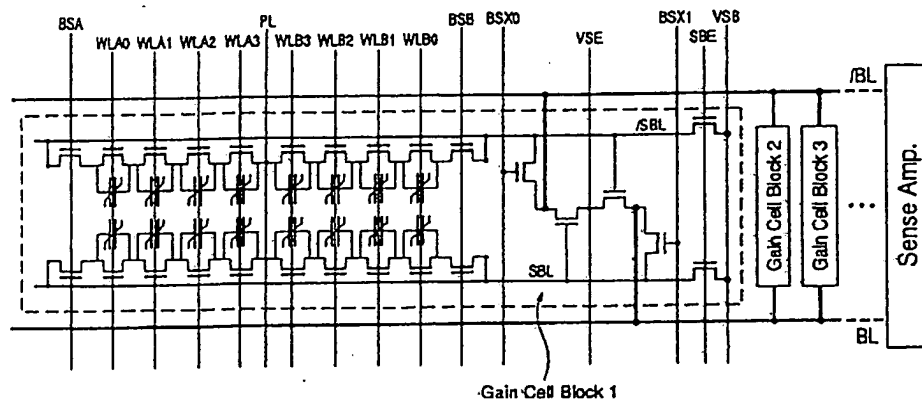 BSA
WLA0
WLA1
WLA2
WLA3
PL
WLB3
WLB2
WLB1
WLB0
BSB
BSX0
VSE
BSX1
SBE
VSB
/BL
/SBL
SBL
BL
Gain Cell Block 2
Gain Cell Block 3
...
Sense Amp.
Gain Cell Block 1